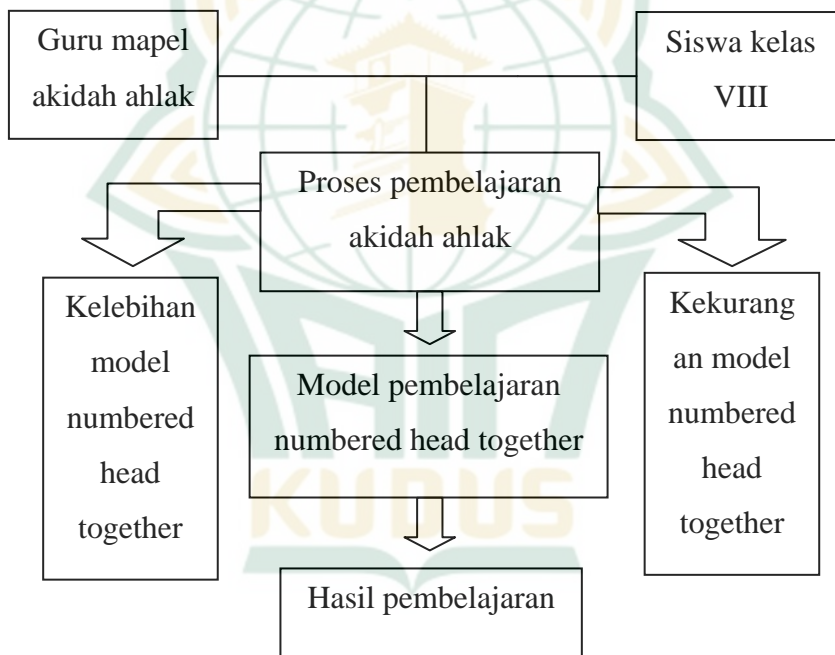 Guru mapel
akidah ahlak
Siswa kelas
VIII
Proses pembelajaran
akidah ahlak
Kelebihan
model
numbered
head
together
Model pembelajaran
numbered head together
Kekurang
an model
numbered
head
together
Hasil pembelajaran
IAIN
KUDUS